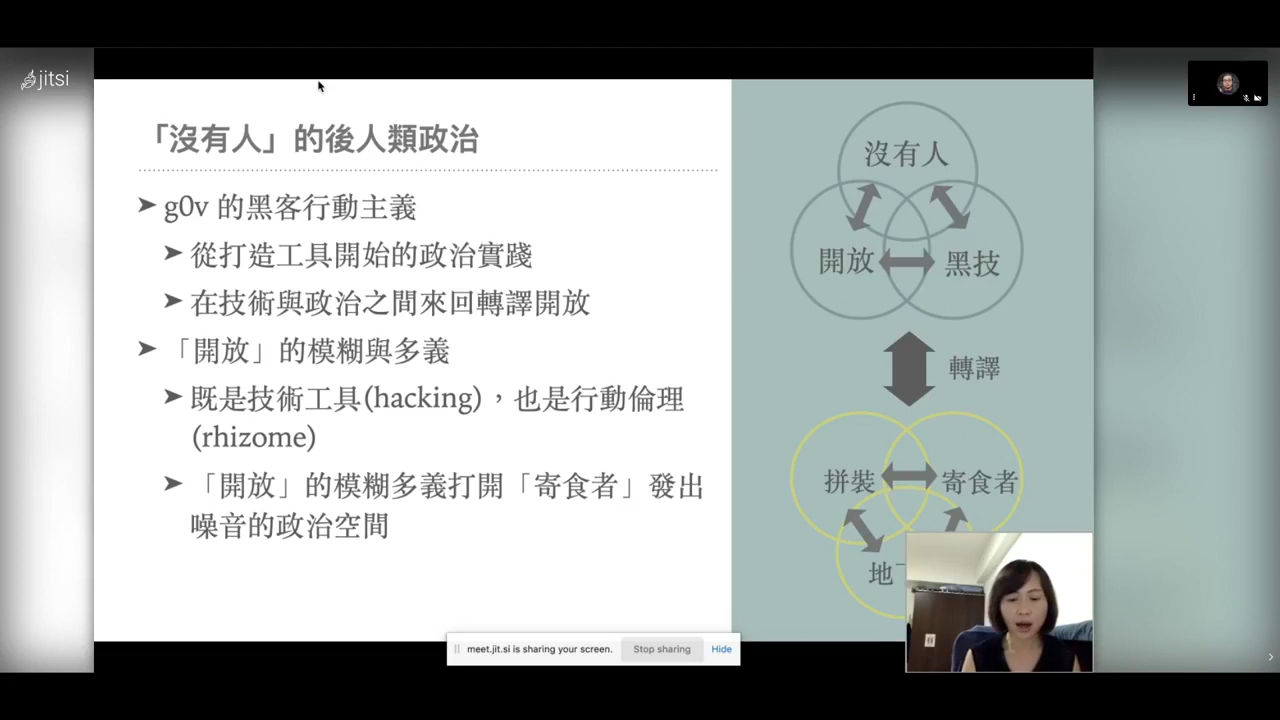 jitsi
「沒有人」的後人類政治
➤ g0v 的黑客行動主義
➤ 從打造工具開始的政治實踐
➤ 在技術與政治之間來回轉譯開放
➤ 「開放」的模糊與多義
➤ 既是技術工具(hacking)，也是行動倫理
(rhizome)
➤ 「開放」的模糊多義打開「寄食者」發出
噪音的政治空間
沒有人
開放
黑技
轉譯
拼裝
寄食者
地
meet.jit.si is sharing your screen.
Stop sharing
Hide